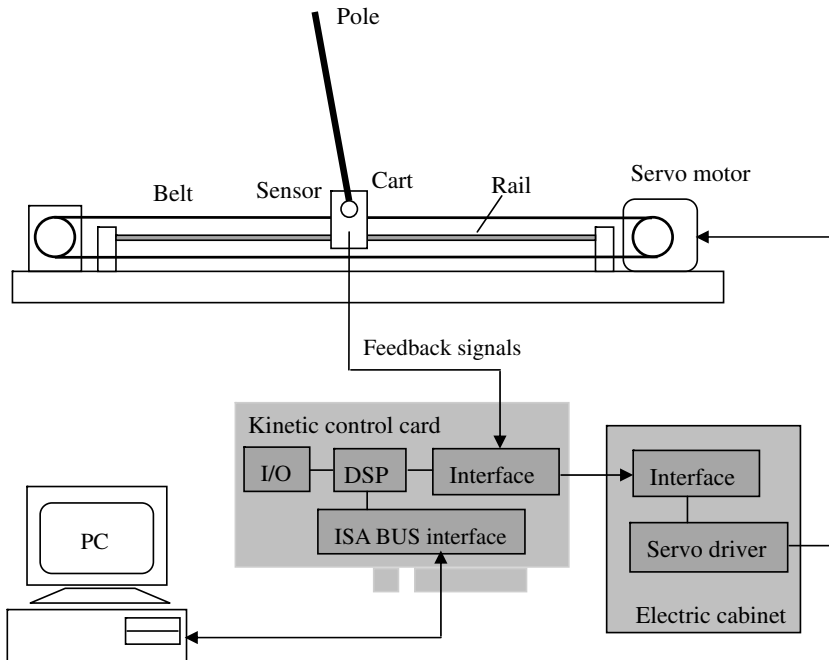 Pole
Belt
Sensor
Cart
Rail
Servo motor
Feedback signals
Kinetic control card
I/O
DSP
Interface
ISA BUS interface
PC
Interface
Servo driver
Electric cabinet